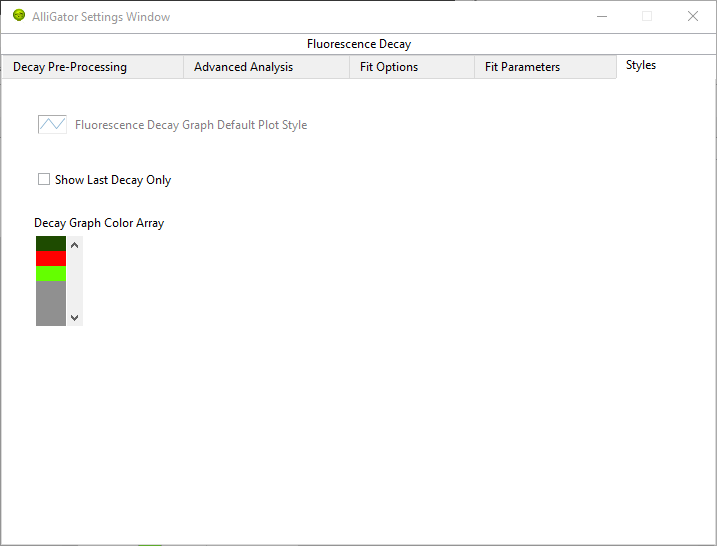 AlliGator Settings Window
Fluorescence Decay
Decay Pre-Processing Advanced Analysis Fit Options Fit Parameters Styles
Fluorescence Decay Graph Default Plot Style
Show Last Decay Only
Decay Graph Color Array